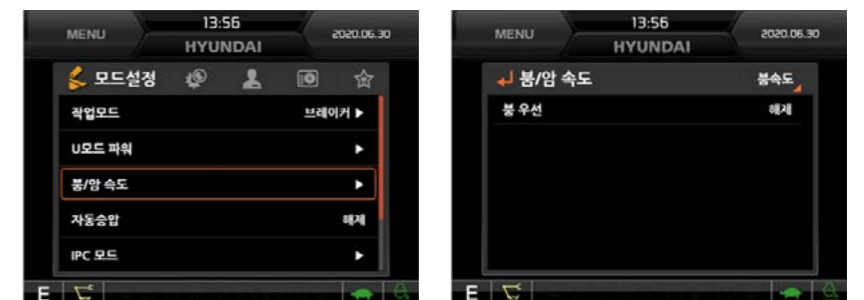 13:56
MENU
2020.06.30
HYUNDAI
모드설정
작업모드 브레이커 ▶
U모드 파워 ▶
붐/암 속도 ▶
자동승압 해제
IPC 모드 ▶
E
13:56
MENU
2020.06.30
HYUNDAI
붐/암 속도 붐속도
붐 우선 해제
E